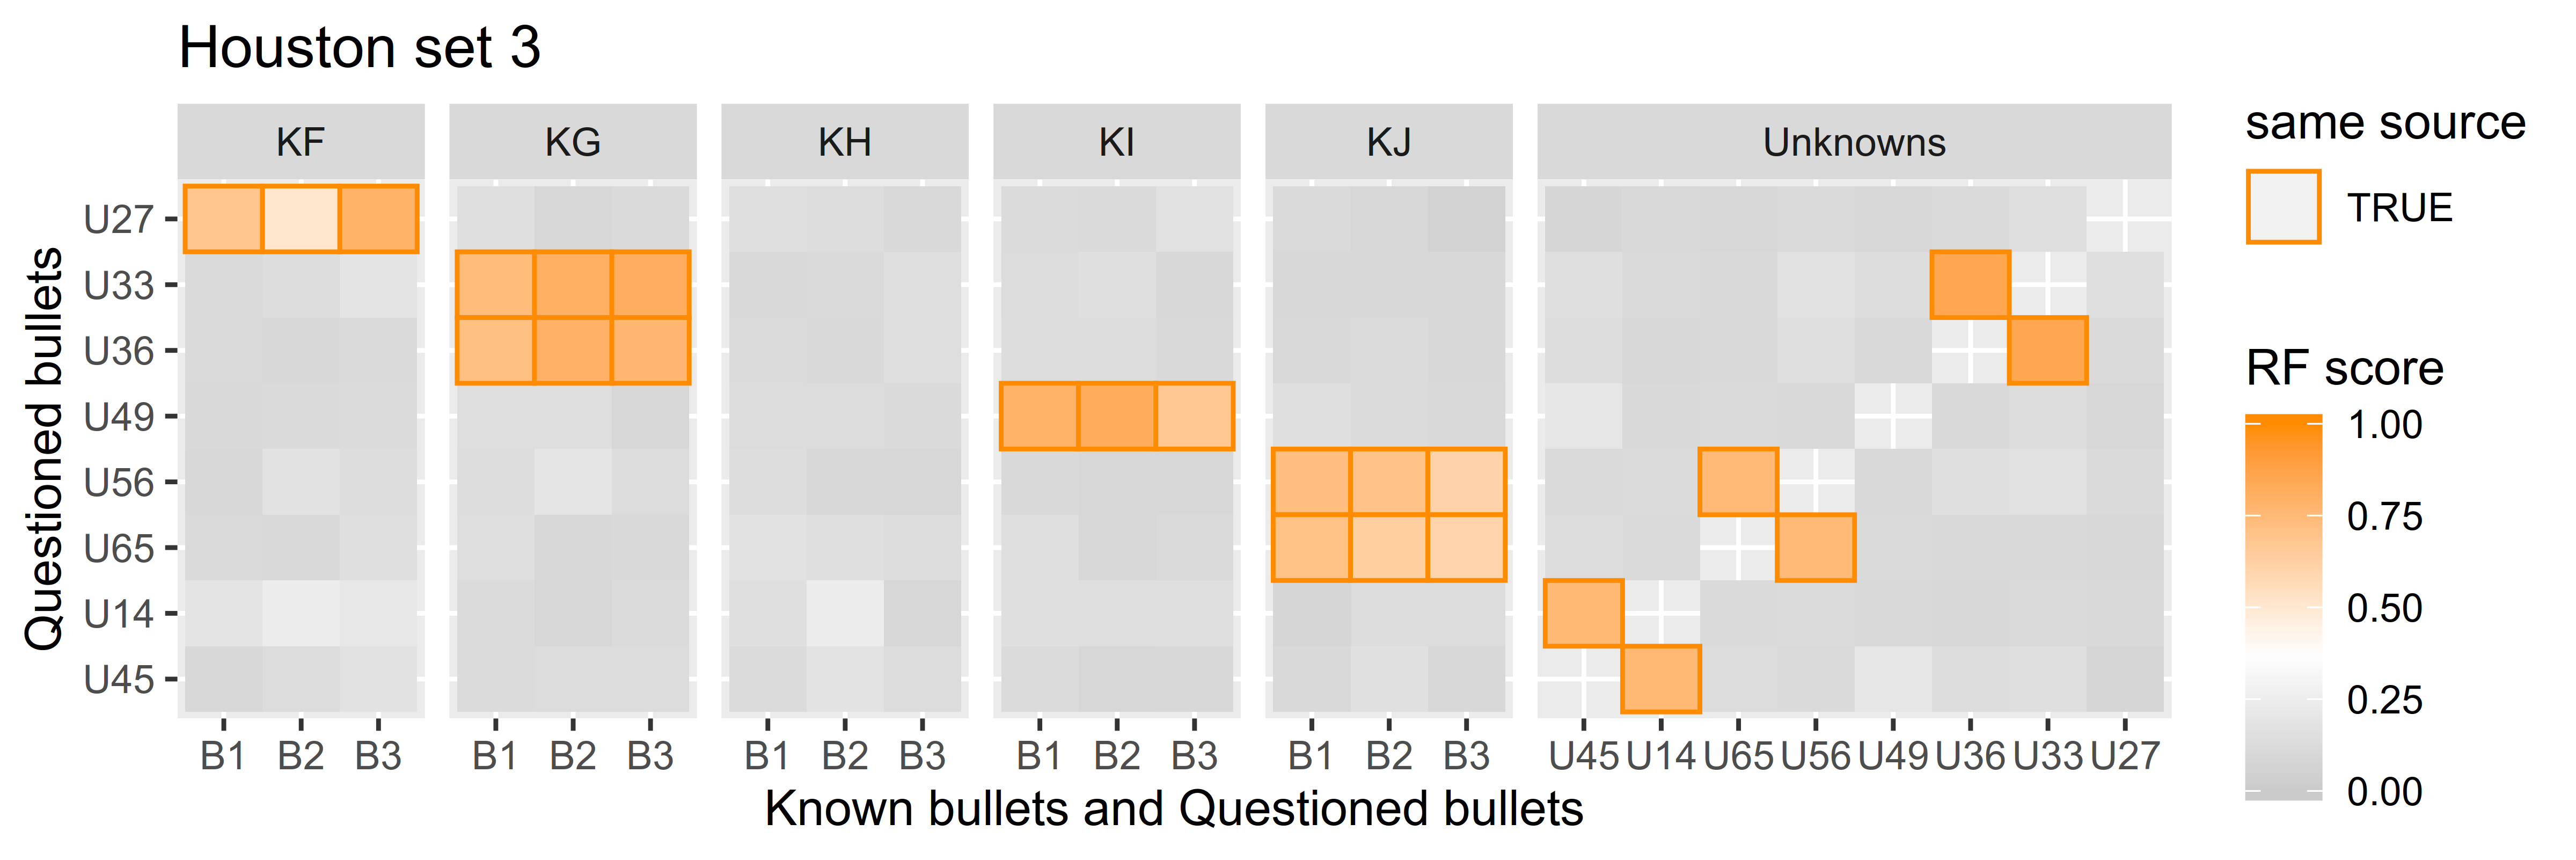 Houston set 3
KF KG KH KI KJ Unknowns
Questioned bullets
U27
U33
U36
U49
U56
U65
U14
U45
B1 B2 B3 B1 B2 B3 B1 B2 B3 B1 B2 B3 B1 B2 B3 U45 U14 U65 U56 U49 U36 U33 U27
Known bullets and Questioned bullets
same source
TRUE
RF score
1.00
0.75
0.50
0.25
0.00